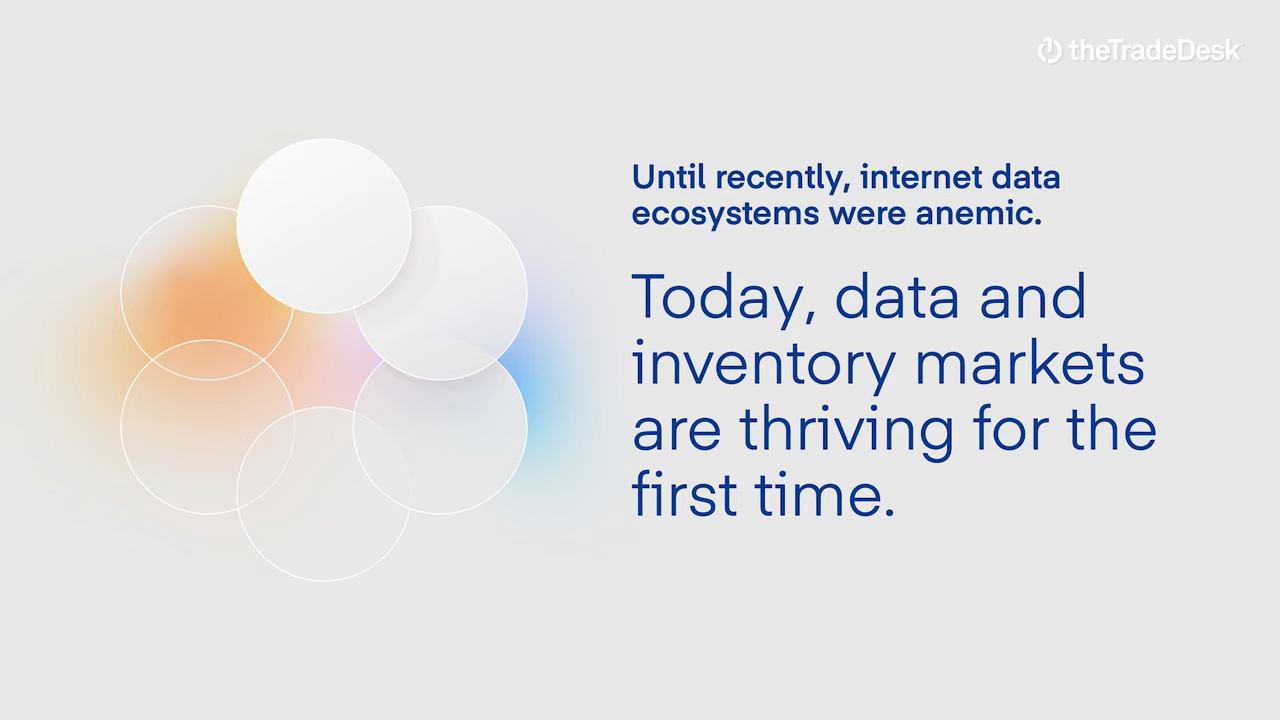 theTradeDesk
Until recently, internet data
ecosystems were anemic.
Today, data and
inventory markets
are thriving for the
first time.